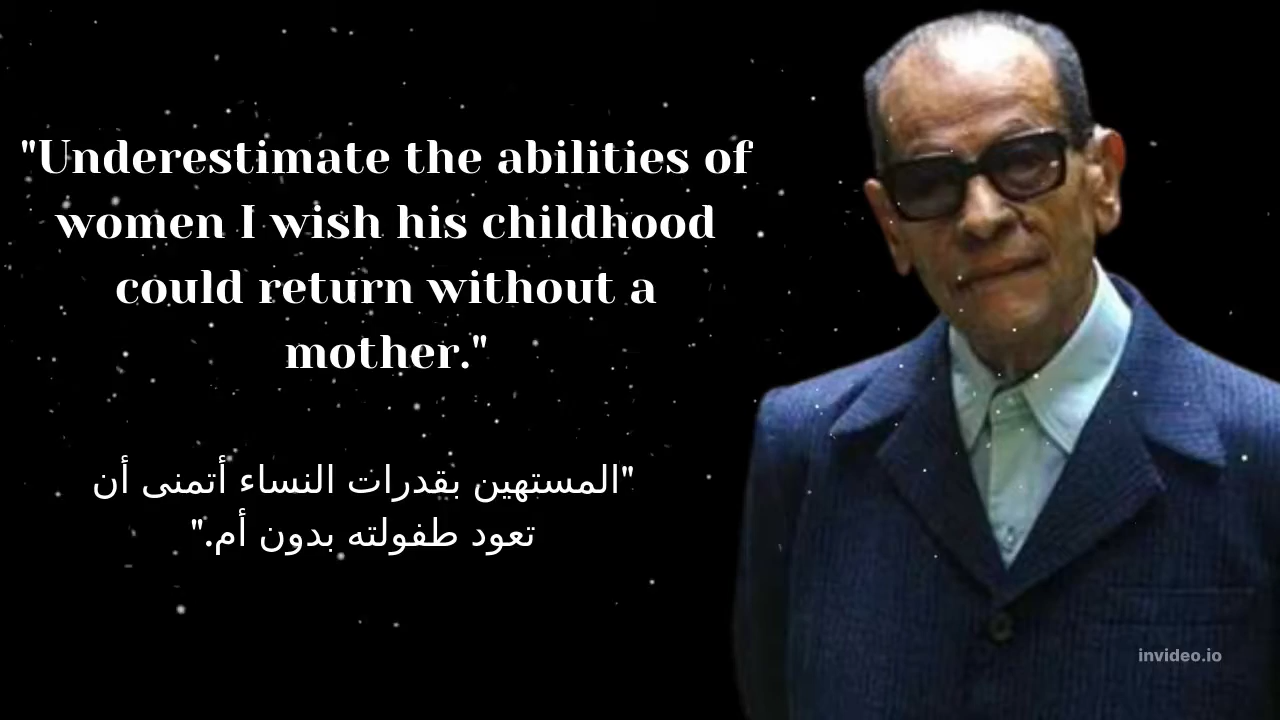 "Underestimate the abilities of
women I wish his childhood
could return without a
mother."
"المستهين بقدرات النساء أتمنى أن
تعود طفولته بدون أم."
invideo.io